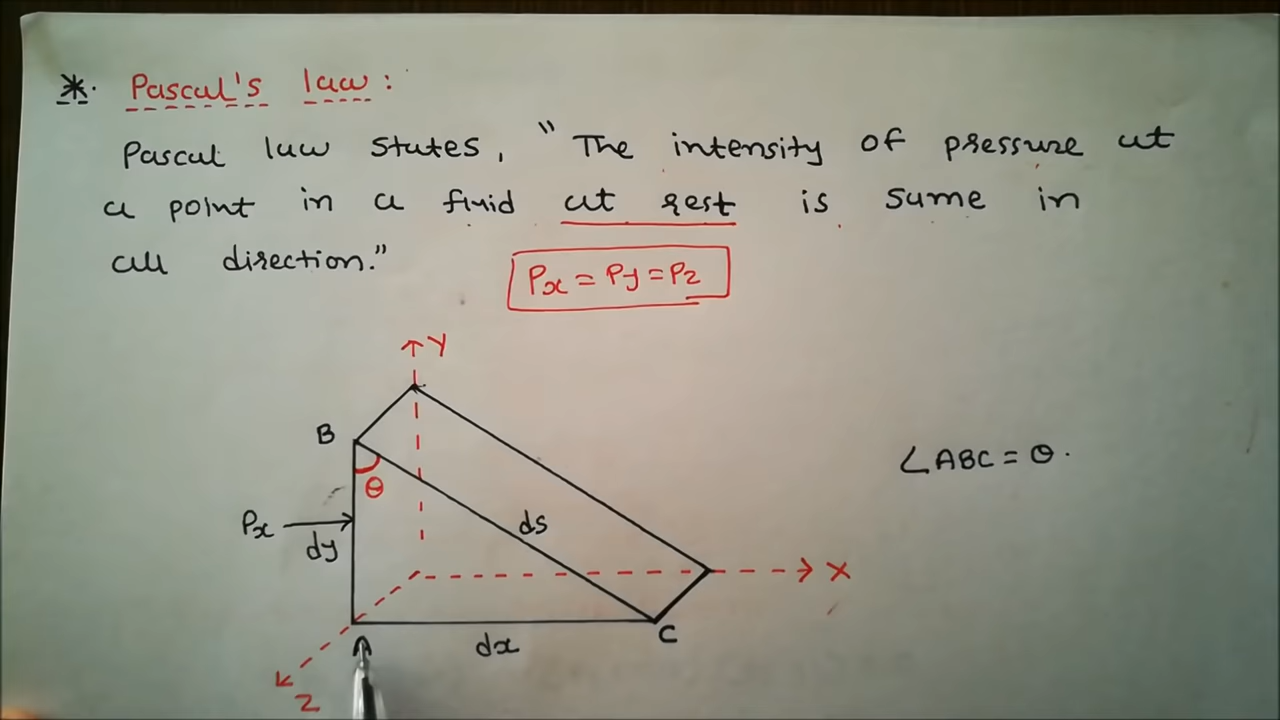 *. Pascal's law:
Pascal law states, "The intensity of pressure at
a point in a fluid at rest is same in
all direction."
Px = Py = Pz
Y
B
θ
∠ABC = θ.
Px
dy
ds
X
A
dx
C
Z